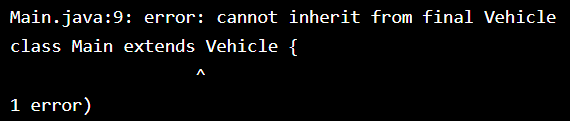 Main.java:9: error: cannot inherit from final Vehicle
class Main extends Vehicle {
^
1 error)